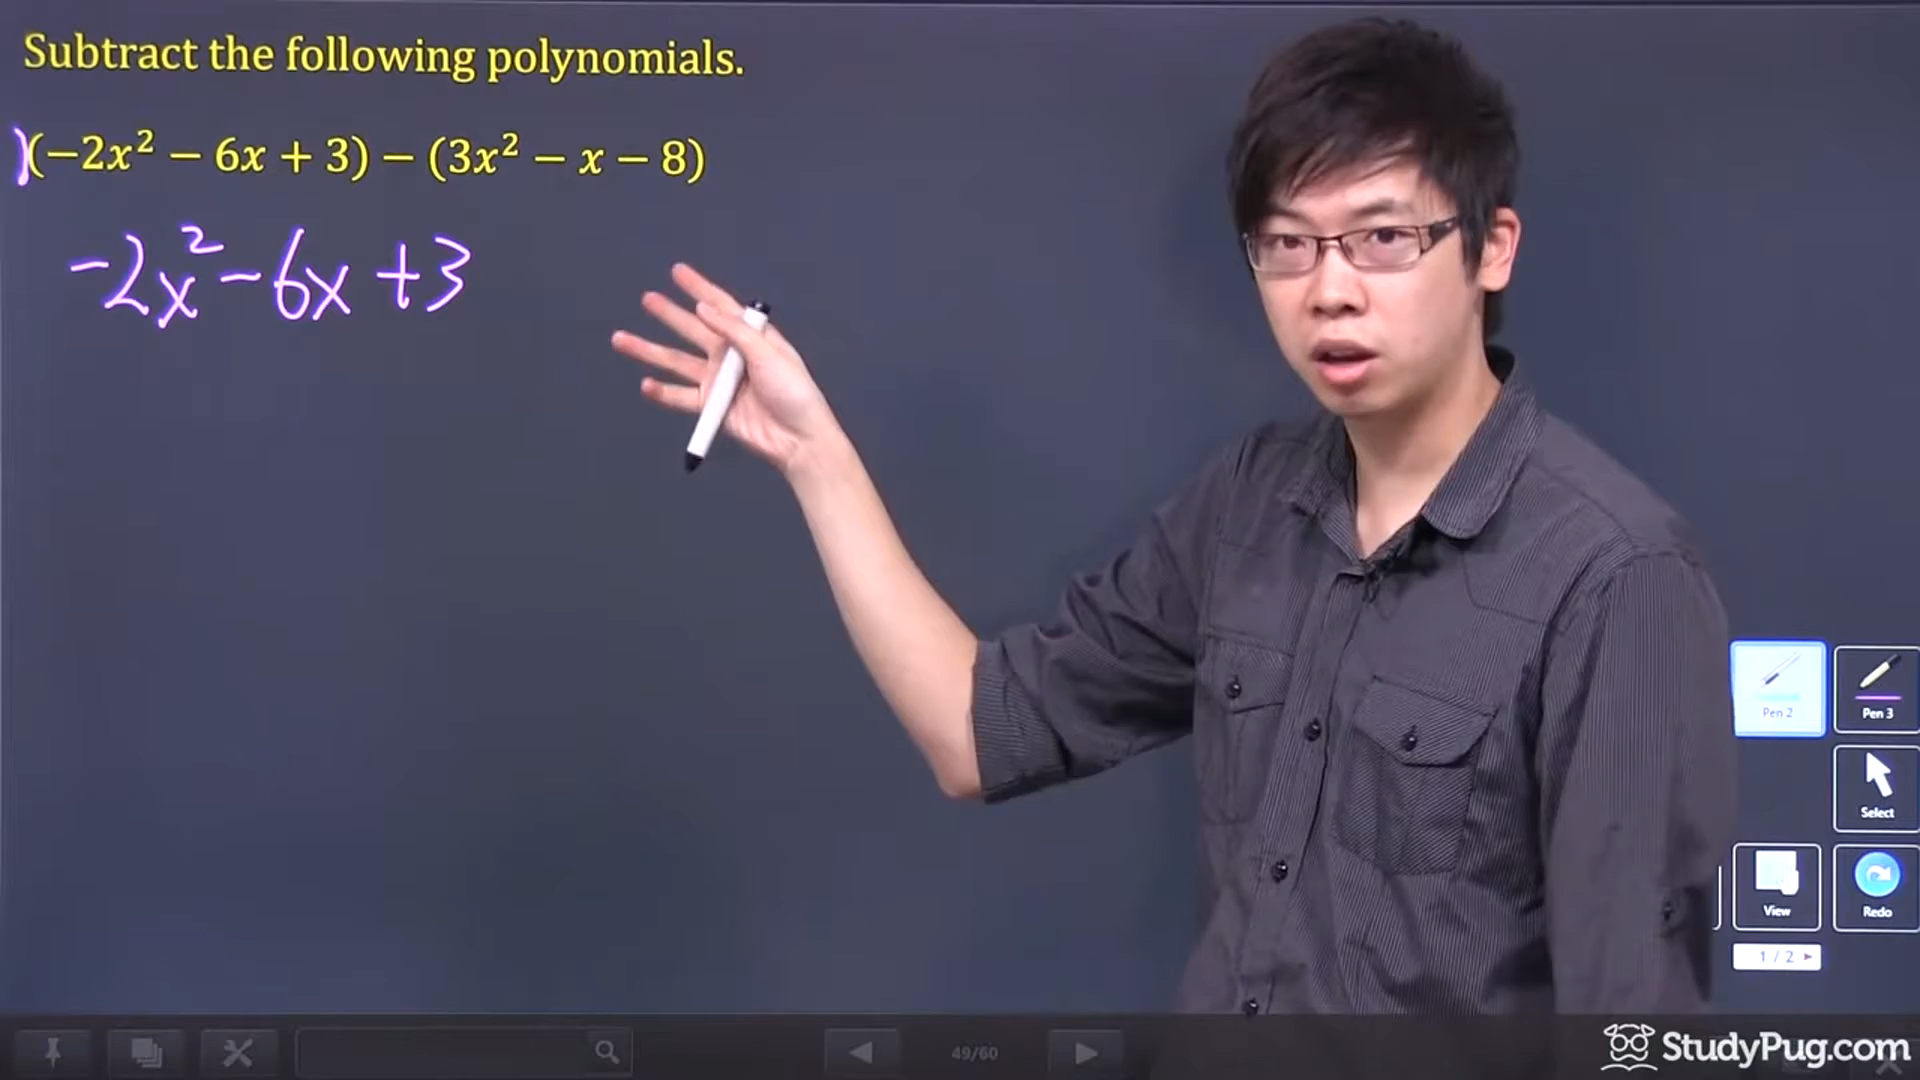 Subtract the following polynomials.
)(−2x² − 6x + 3) − (3x² − x − 8)
-2x² - 6x + 3
Pen 2
Pen 3
Select
View
Redo
1 / 2
49/60
StudyPug.com